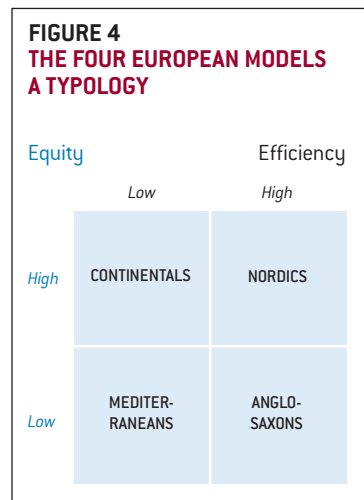 FIGURE 4
THE FOUR EUROPEAN MODELS
A TYPOLOGY
Equity Efficiency
Low High
High CONTINENTALS NORDICS
MEDITER-
RANEANS
ANGLO-
SAXONS
Low